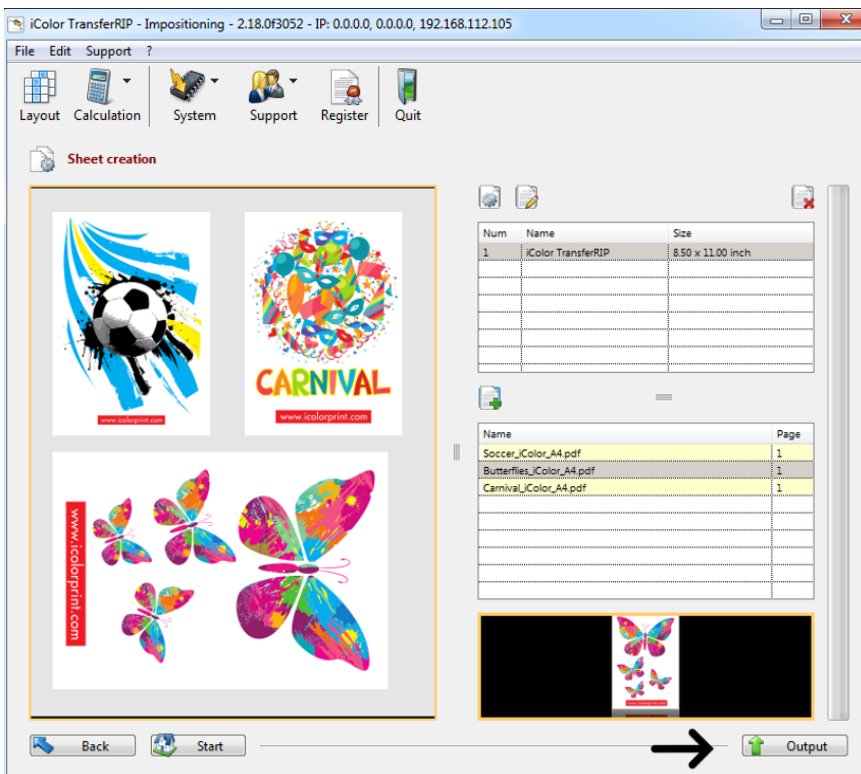 iColor TransferRIP - Impositioning - 2.18.0f3052 - IP: 0.0.0.0, 0.0.0.0, 192.168.112.105
File Edit Support ?
Layout Calculation System Support Register Quit
Sheet creation
www.icolorprint.com
CARNIVAL
www.icolorprint.com
www.icolorprint.com
Num Name Size
1 iColor TransferRIP 8.50 x 11.00 inch
Name Page
Soccer_iColor_A4.pdf 1
Butterflies_iColor_A4.pdf 1
Carnival_iColor_A4.pdf 1
Back Start Output